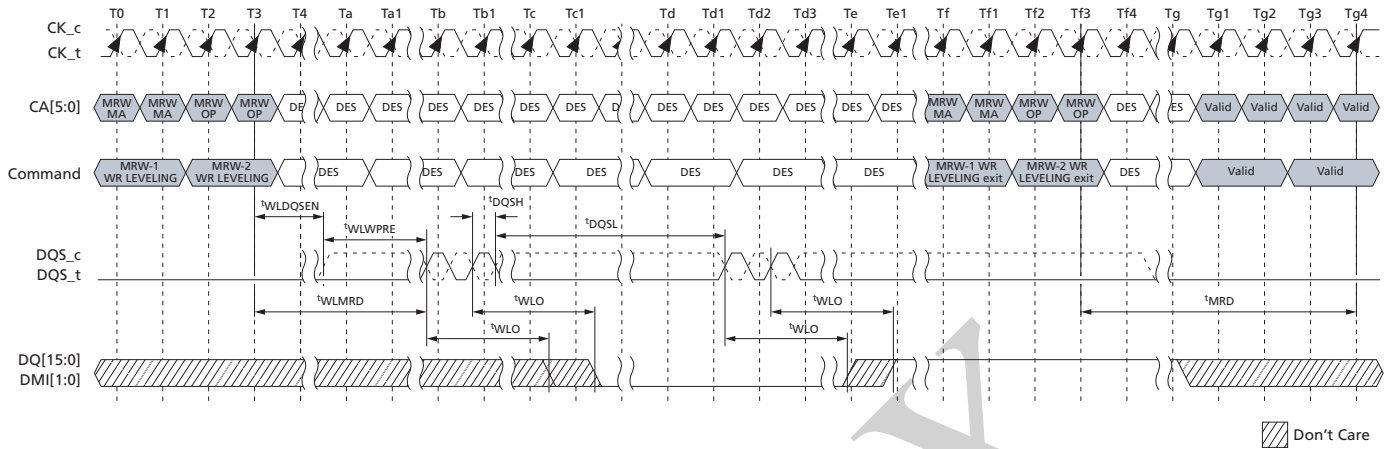 T0 T1 T2 T3 T4 Ta Ta1 Tb Tb1 Tc Tc1 Td Td1 Td2 Td3 Te Te1 Tf Tf1 Tf2 Tf3 Tf4 Tg Tg1 Tg2 Tg3 Tg4
CK_c
CK_t
CA[5:0]
MRW MRW MRW MRW DE DES DES DES DES DES DES D DES DES DES DES DES DES MRW MRW MRW MRW DES ES Valid Valid Valid Valid
MA MA OP OP MA MA OP OP
Command
MRW-1 MRW-2 DES DES DES DES DES DES DES MRW-1 WR MRW-2 WR DES Valid Valid
WR LEVELING WR LEVELING LEVELING exit LEVELING exit
tWLDQSEN tDQSH
tWLWPRE tDQSL
DQS_c
DQS_t
tWLMRD tWLO tWLO tMRD
tWLO tWLO
DQ[15:0]
DMI[1:0]
Don't Care